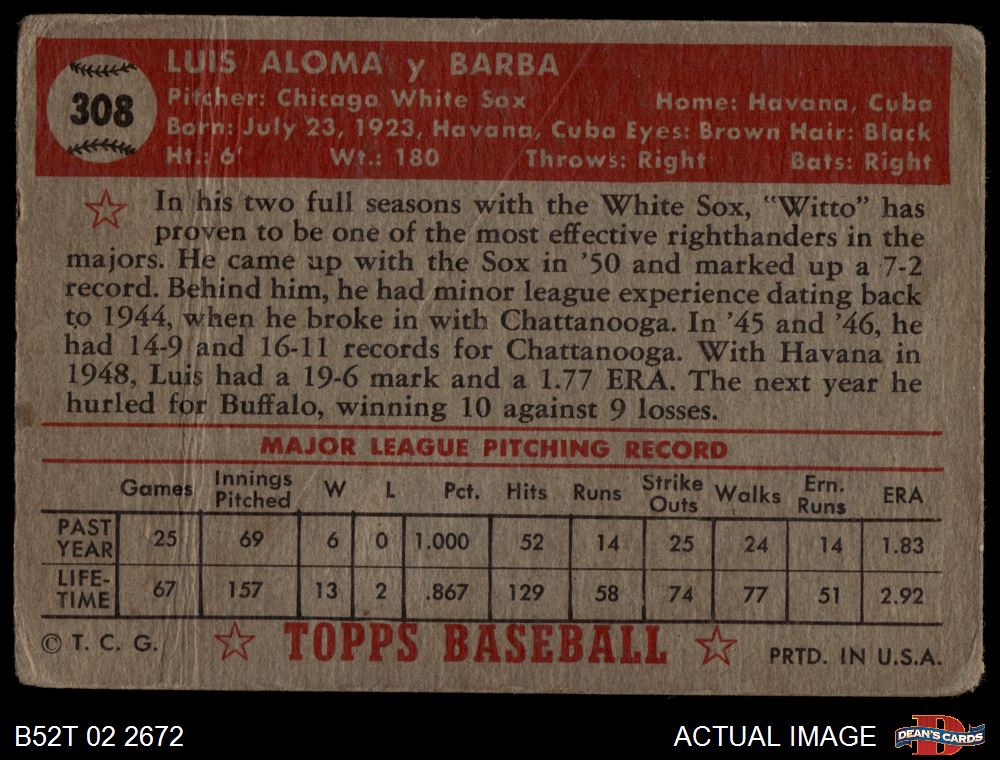 308
LUIS ALOMA y BARBA
Pitcher: Chicago White Sox Home: Havana, Cuba
Born: July 23, 1923, Havana, Cuba Eyes: Brown Hair: Black
Ht.: 6' Wt.: 180 Throws: Right Bats: Right
In his two full seasons with the White Sox, "Witto" has
proven to be one of the most effective righthanders in the
majors. He came up with the Sox in '50 and marked up a 7-2
record. Behind him, he had minor league experience dating back
to 1944, when he broke in with Chattanooga. In '45 and '46, he
had 14-9 and 16-11 records for Chattanooga. With Havana in
1948, Luis had a 19-6 mark and a 1.77 ERA. The next year he
hurled for Buffalo, winning 10 against 9 losses.
MAJOR LEAGUE PITCHING RECORD
Games Innings Pitched W L Pct. Hits Runs Strike Outs Walks Ern. Runs ERA
PAST YEAR 25 69 6 0 1.000 52 14 25 24 14 1.83
LIFE-TIME 67 157 13 2 .867 129 58 74 77 51 2.92
© T. C. G. TOPPS BASEBALL PRTD. IN U.S.A.
B52T 02 2672 ACTUAL IMAGE D DEAN'S CARDS